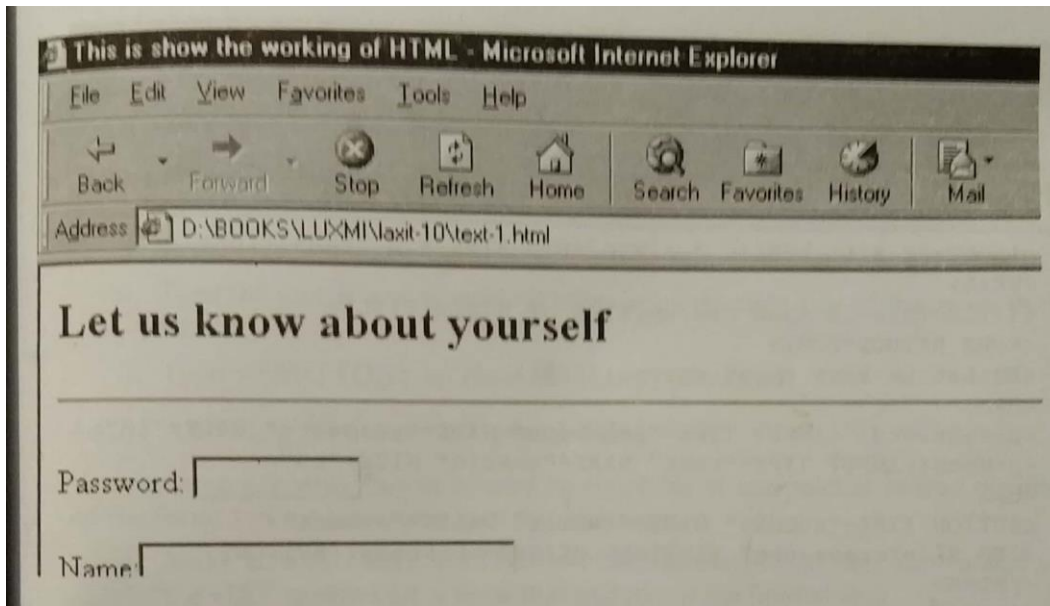 This is show the working of HTML - Microsoft Internet Explorer
File Edit View Favorites Tools Help
Back Forward Stop Refresh Home Search Favorites History Mail
Address D:\BOOKS\LUXMI\laxit-10\text-1.html
Let us know about yourself
Password:
Name: